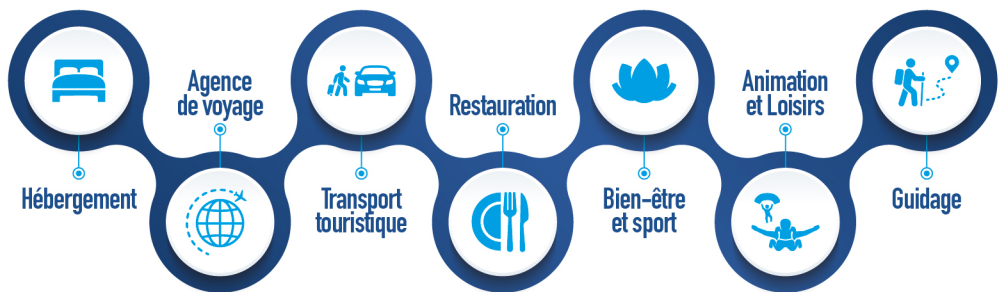 Hébergement
Agence
de voyage
Transport
touristique
Restauration
Bien-être
et sport
Animation
et Loisirs
Guidage